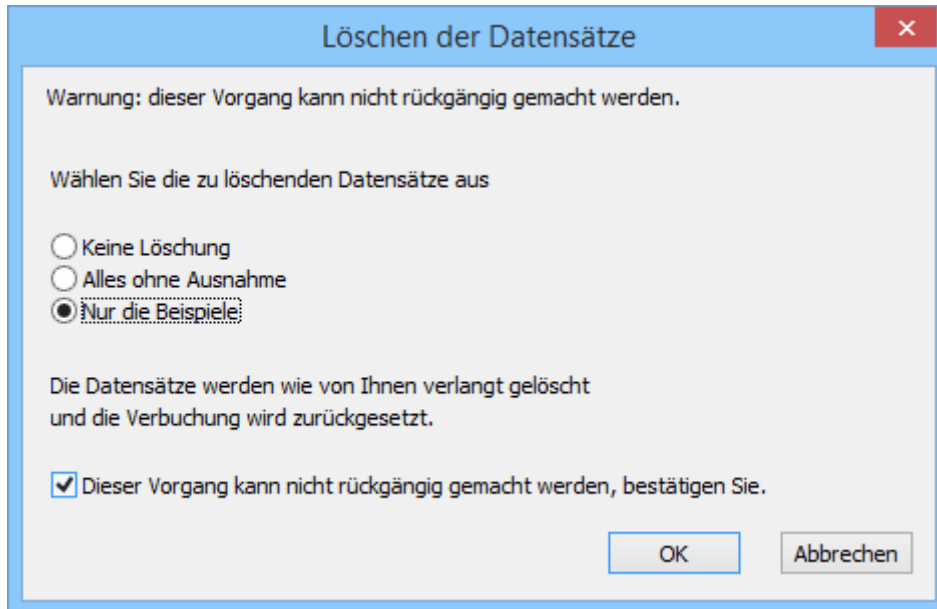 Löschen der Datensätze
Warnung: dieser Vorgang kann nicht rückgängig gemacht werden.
Wählen Sie die zu löschenden Datensätze aus
Keine Löschung
Alles ohne Ausnahme
Nur die Beispiele
Die Datensätze werden wie von Ihnen verlangt gelöscht
und die Verbuchung wird zurückgesetzt.
Dieser Vorgang kann nicht rückgängig gemacht werden, bestätigen Sie.
OK
Abbrechen